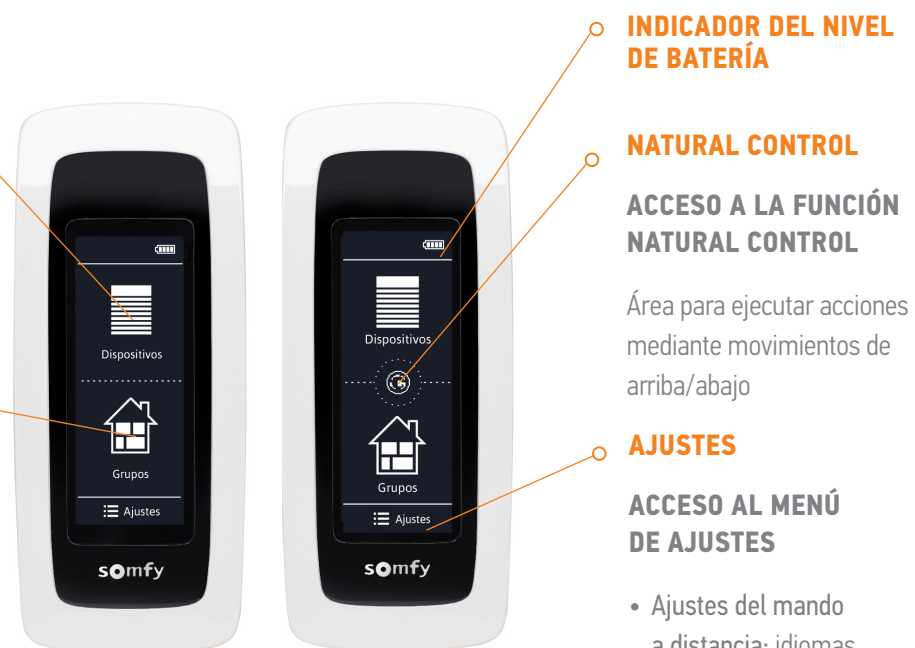 Dispositivos
Grupos
Ajustes
somfy
Dispositivos
Grupos
Ajustes
somfy
INDICADOR DEL NIVEL
DE BATERÍA
NATURAL CONTROL
ACCESO A LA FUNCIÓN
NATURAL CONTROL
Área para ejecutar acciones
mediante movimientos de
arriba/abajo
AJUSTES
ACCESO AL MENÚ
DE AJUSTES
• Ajustes del mando
a distancia: idiomas